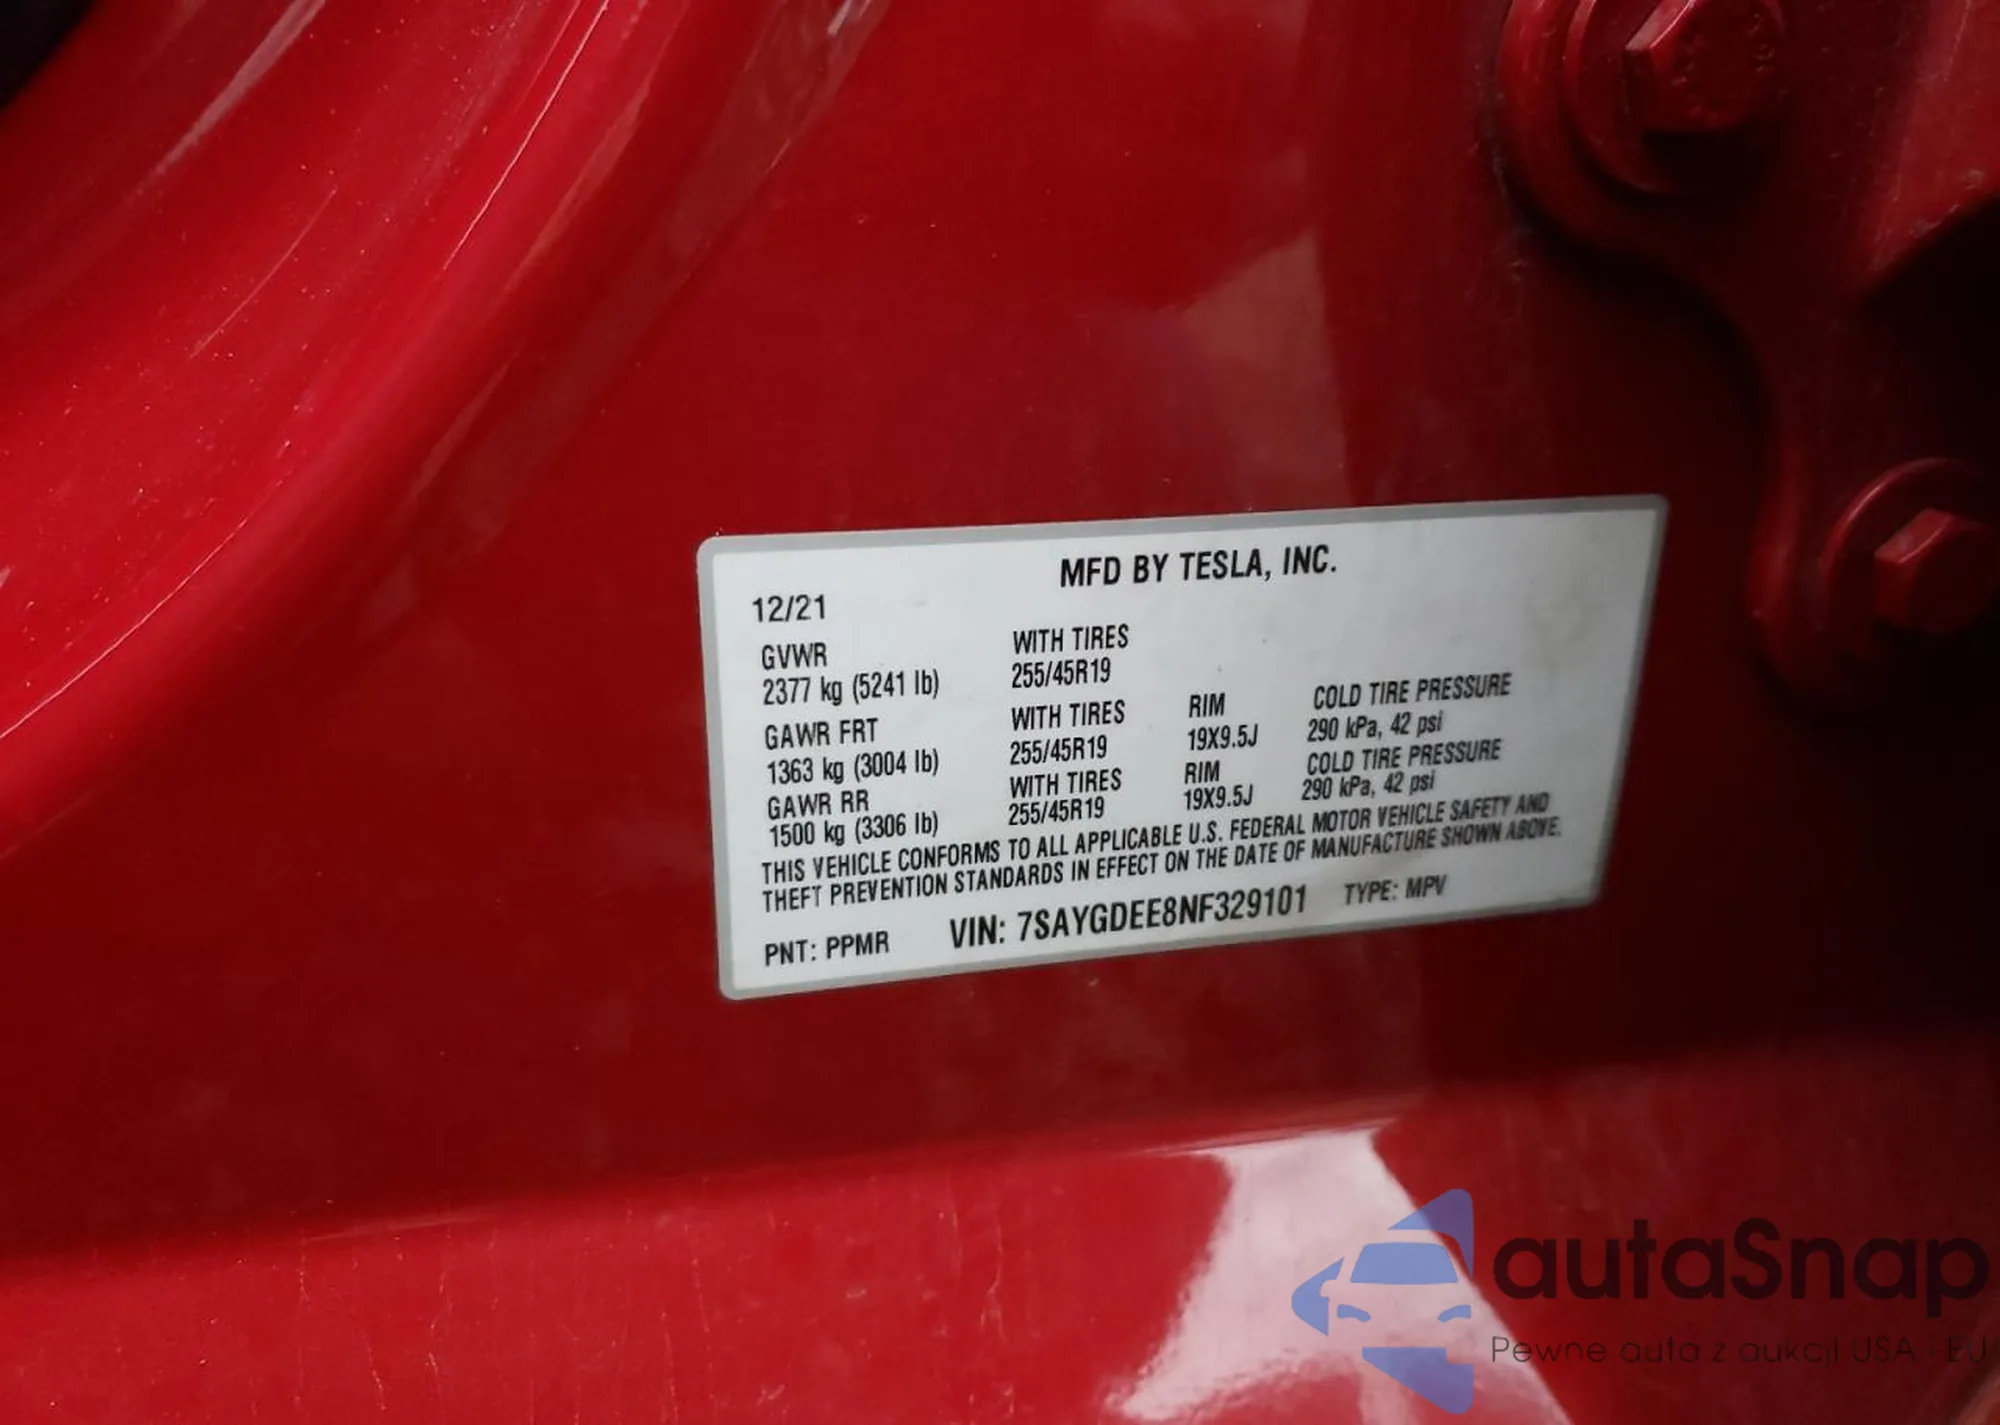 MFD BY TESLA, INC.
12/21
GVWR WITH TIRES
2377 kg (5241 lb) 255/45R19
GAWR FRT WITH TIRES RIM COLD TIRE PRESSURE
1363 kg (3004 lb) 255/45R19 19X9.5J 290 kPa, 42 psi
GAWR RR WITH TIRES RIM COLD TIRE PRESSURE
1500 kg (3306 lb) 255/45R19 19X9.5J 290 kPa, 42 psi
THIS VEHICLE CONFORMS TO ALL APPLICABLE U.S. FEDERAL MOTOR VEHICLE SAFETY AND
THEFT PREVENTION STANDARDS IN EFFECT ON THE DATE OF MANUFACTURE SHOWN ABOVE.
PNT: PPMR VIN: 7SAYGDEE8NF329101 TYPE: MPV
autaSnap
Pewne auta z aukcji USA i EU